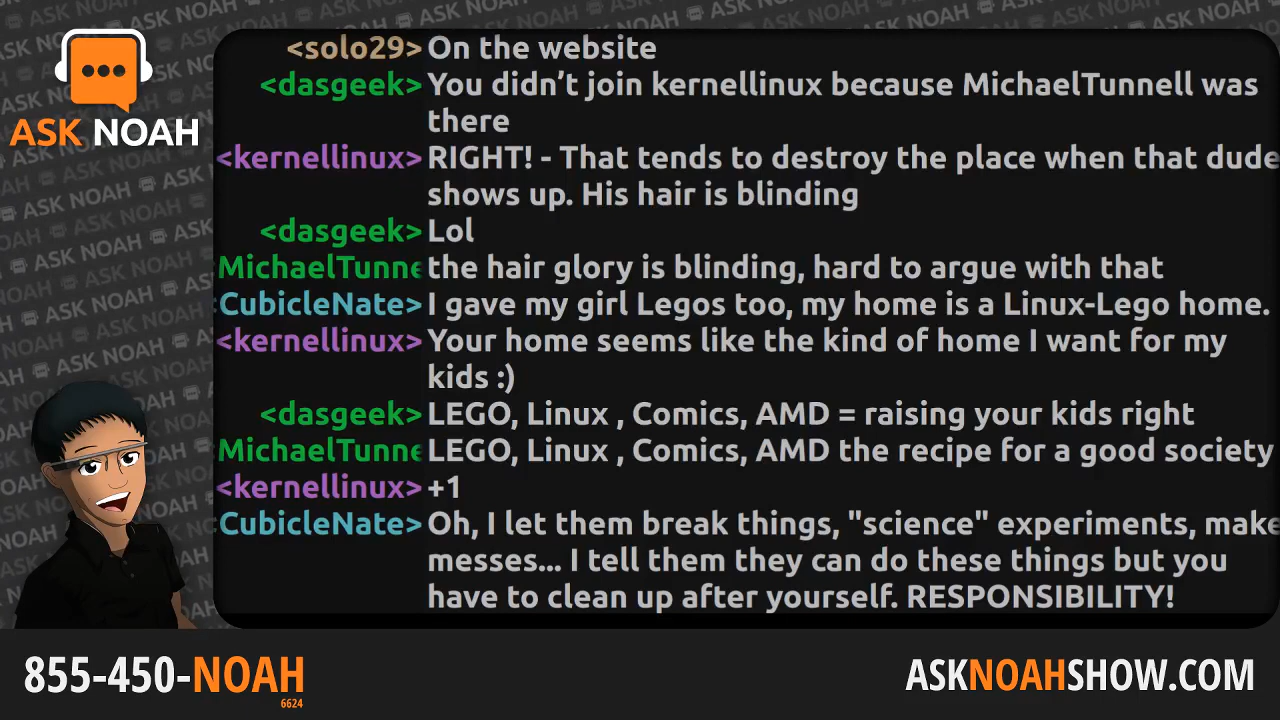 ASK NOAH
<solo29> On the website
<dasgeek> You didn’t join kernellinux because MichaelTunnell was
there
<kernellinux> RIGHT! - That tends to destroy the place when that dude
shows up. His hair is blinding
<dasgeek> Lol
MichaelTunne the hair glory is blinding, hard to argue with that
CubicleNate> I gave my girl Legos too, my home is a Linux-Lego home.
<kernellinux> Your home seems like the kind of home I want for my
kids :)
<dasgeek> LEGO, Linux , Comics, AMD = raising your kids right
MichaelTunne LEGO, Linux , Comics, AMD the recipe for a good society
<kernellinux> +1
CubicleNate> Oh, I let them break things, "science" experiments, make
messes... I tell them they can do these things but you
have to clean up after yourself. RESPONSIBILITY!
855-450-NOAH
6624
ASKNOAHSHOW.COM